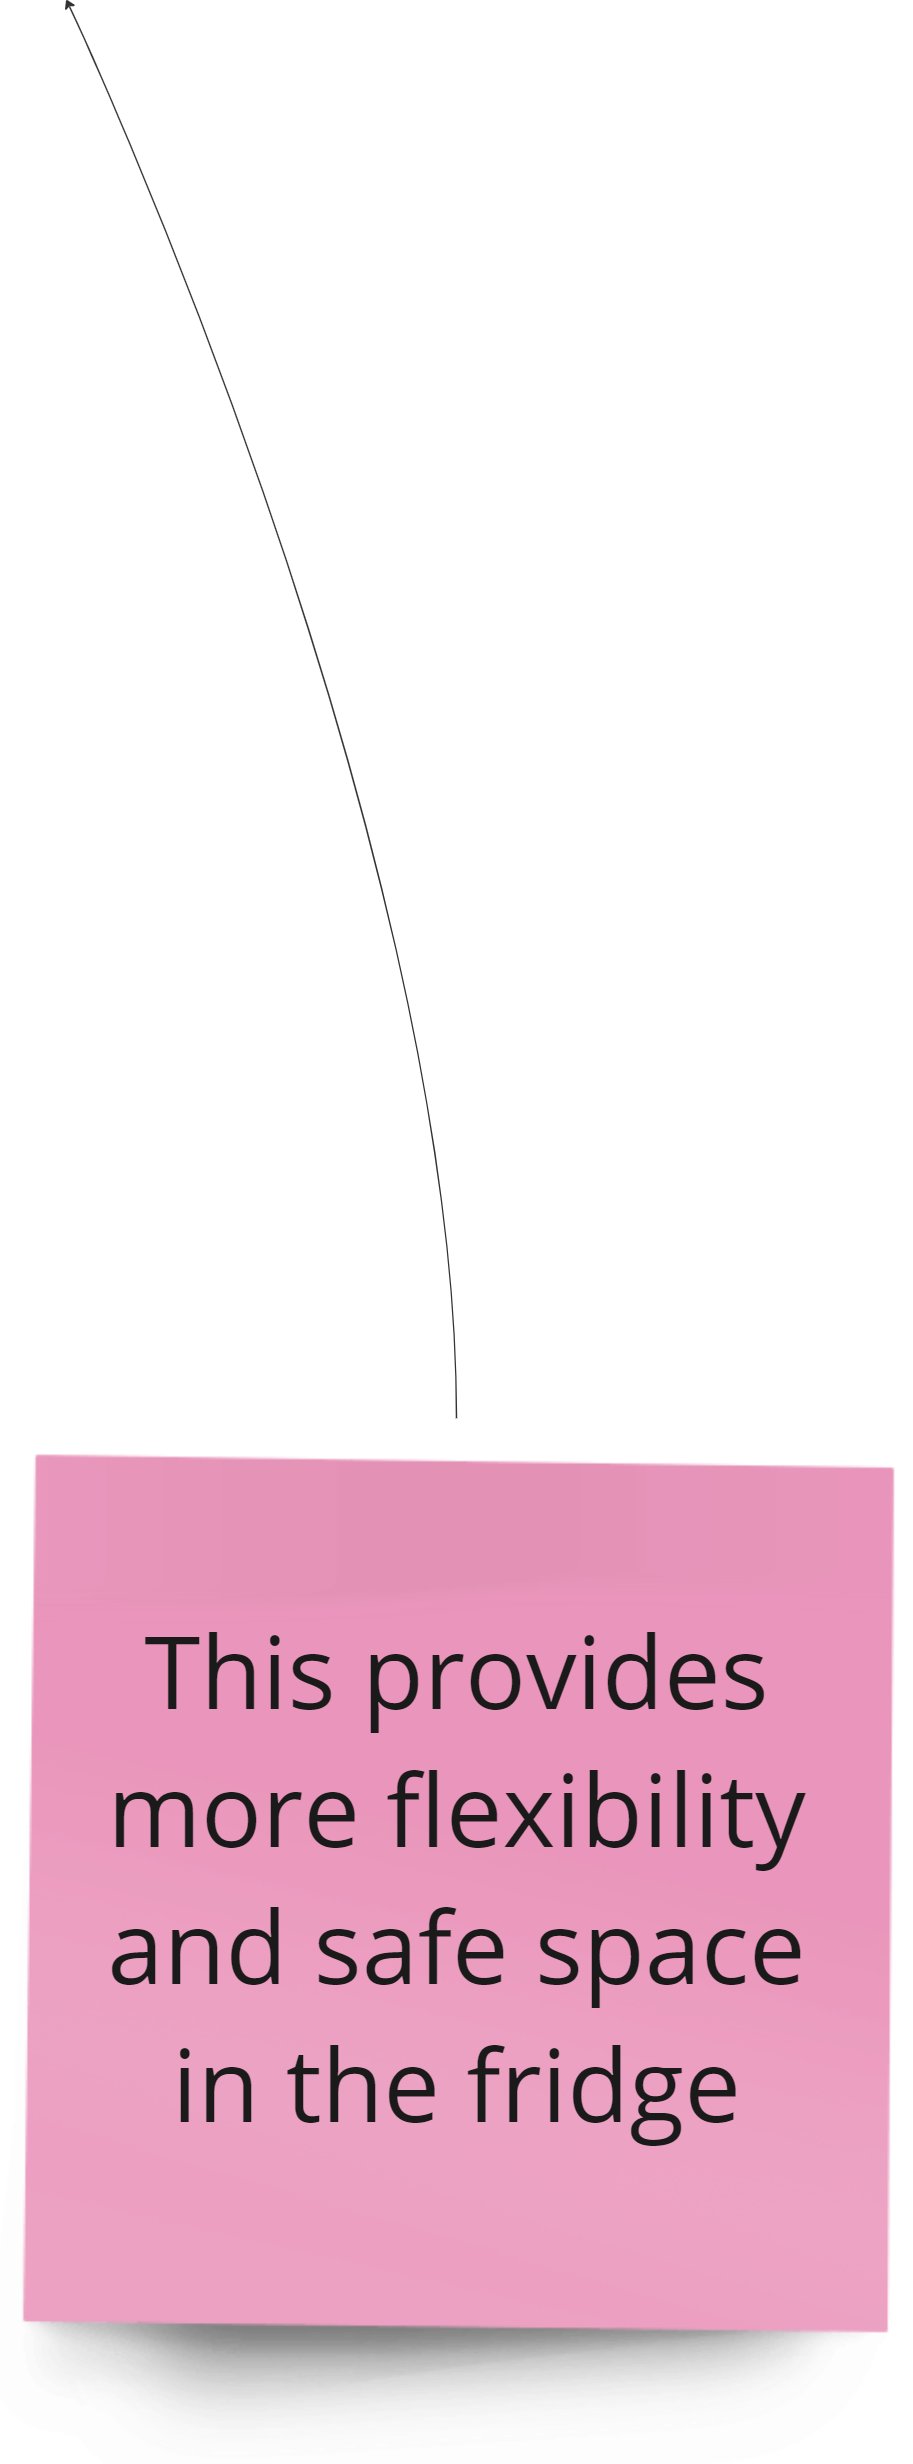 This provides
more flexibility
and safe space
in the fridge